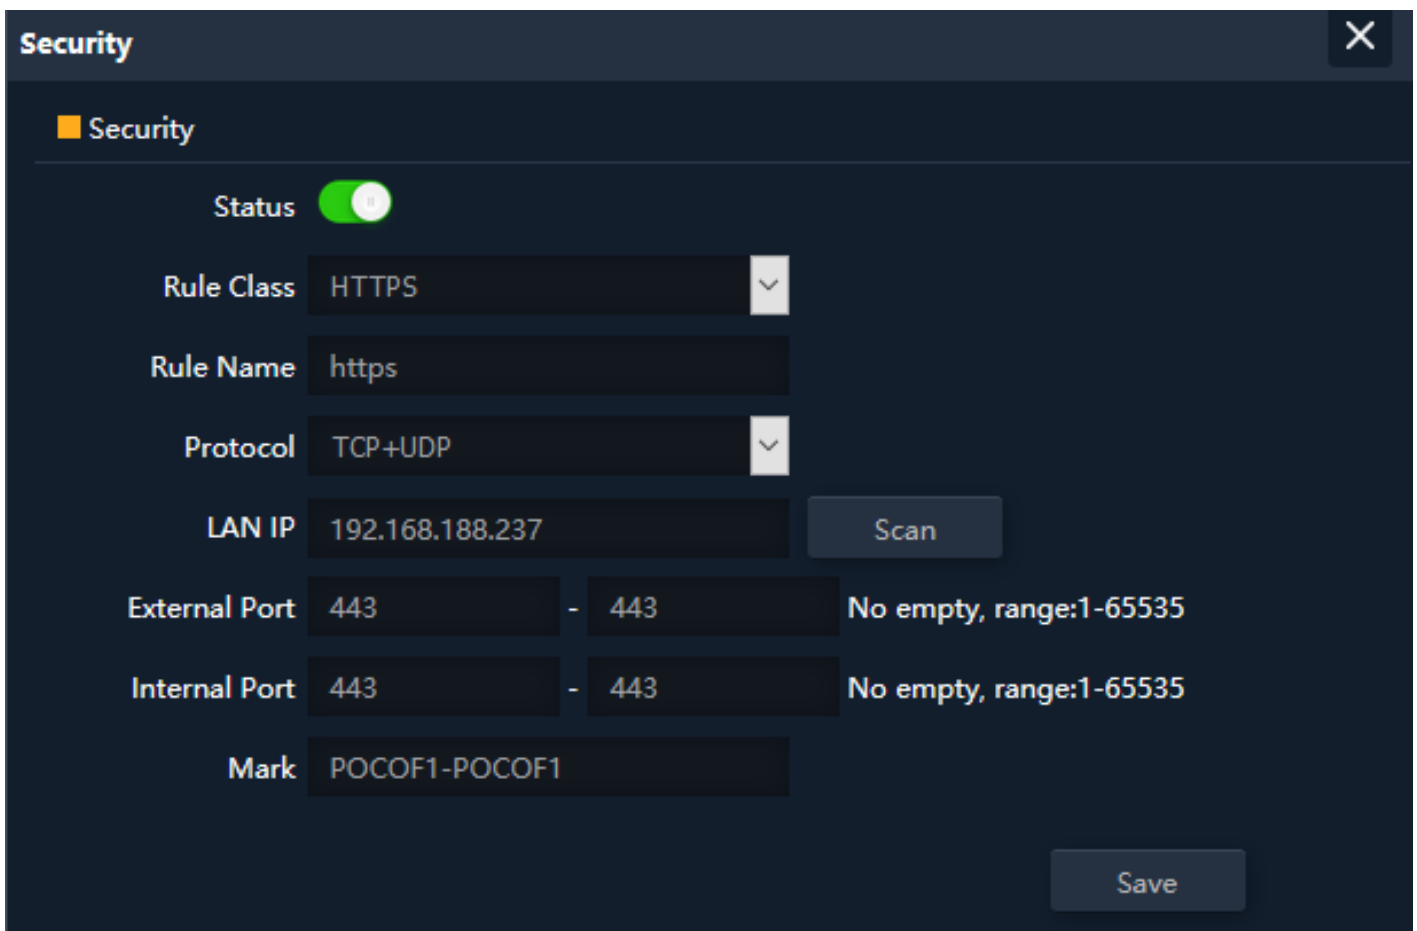 Security
Security
Status
Rule Class HTTPS
Rule Name https
Protocol TCP+UDP
LAN IP 192.168.188.237 Scan
External Port 443 - 443 No empty, range:1-65535
Internal Port 443 - 443 No empty, range:1-65535
Mark POCOF1-POCOF1
Save